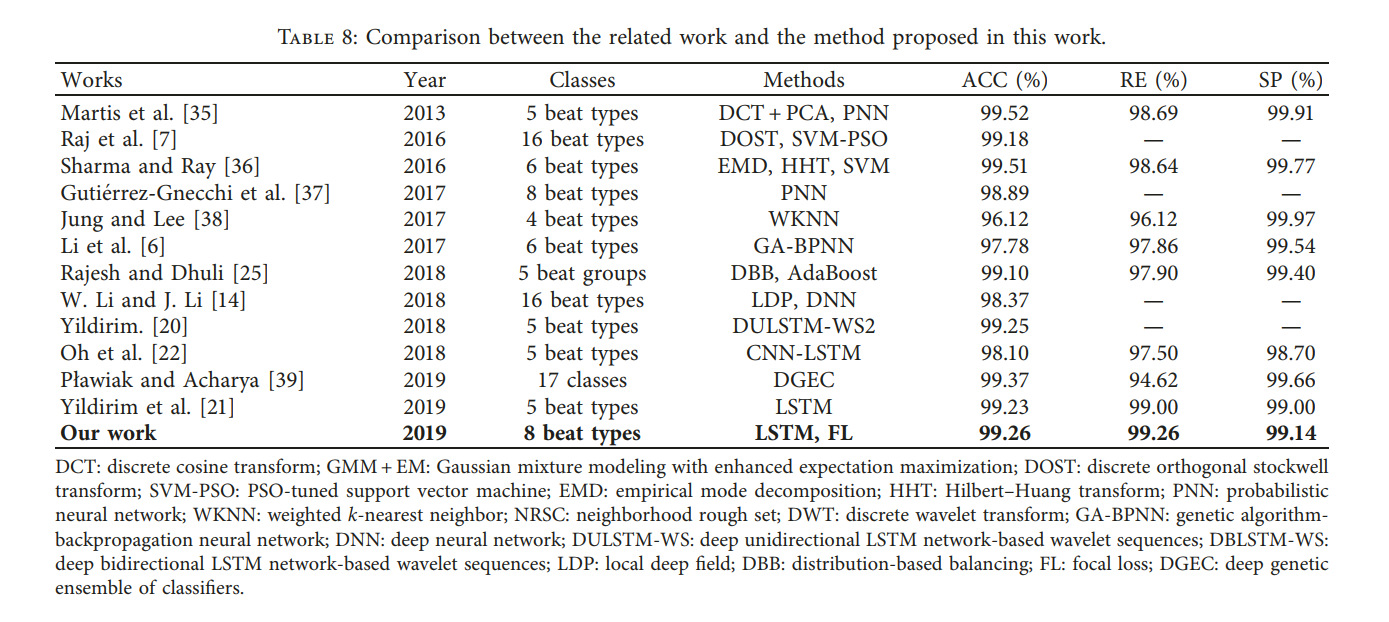 TABLE 8: Comparison between the related work and the method proposed in this work.
Works Year Classes Methods ACC (%) RE (%) SP (%)
Martis et al. [35] 2013 5 beat types DCT + PCA, PNN 99.52 98.69 99.91
Raj et al. [7] 2016 16 beat types DOST, SVM-PSO 99.18 — —
Sharma and Ray [36] 2016 6 beat types EMD, HHT, SVM 99.51 98.64 99.77
Gutiérrez-Gnecchi et al. [37] 2017 8 beat types PNN 98.89 — —
Jung and Lee [38] 2017 4 beat types WKNN 96.12 96.12 99.97
Li et al. [6] 2017 6 beat types GA-BPNN 97.78 97.86 99.54
Rajesh and Dhuli [25] 2018 5 beat groups DBB, AdaBoost 99.10 97.90 99.40
W. Li and J. Li [14] 2018 16 beat types LDP, DNN 98.37 — —
Yildirim. [20] 2018 5 beat types DULSTM-WS2 99.25 — —
Oh et al. [22] 2018 5 beat types CNN-LSTM 98.10 97.50 98.70
Pławiak and Acharya [39] 2019 17 classes DGEC 99.37 94.62 99.66
Yildirim et al. [21] 2019 5 beat types LSTM 99.23 99.00 99.00
Our work 2019 8 beat types LSTM, FL 99.26 99.26 99.14
DCT: discrete cosine transform; GMM + EM: Gaussian mixture modeling with enhanced expectation maximization; DOST: discrete orthogonal stockwell
transform; SVM-PSO: PSO-tuned support vector machine; EMD: empirical mode decomposition; HHT: Hilbert–Huang transform; PNN: probabilistic
neural network; WKNN: weighted k-nearest neighbor; NRSC: neighborhood rough set; DWT: discrete wavelet transform; GA-BPNN: genetic algorithm-
backpropagation neural network; DNN: deep neural network; DULSTM-WS: deep unidirectional LSTM network-based wavelet sequences; DBLSTM-WS:
deep bidirectional LSTM network-based wavelet sequences; LDP: local deep field; DBB: distribution-based balancing; FL: focal loss; DGEC: deep genetic
ensemble of classifiers.